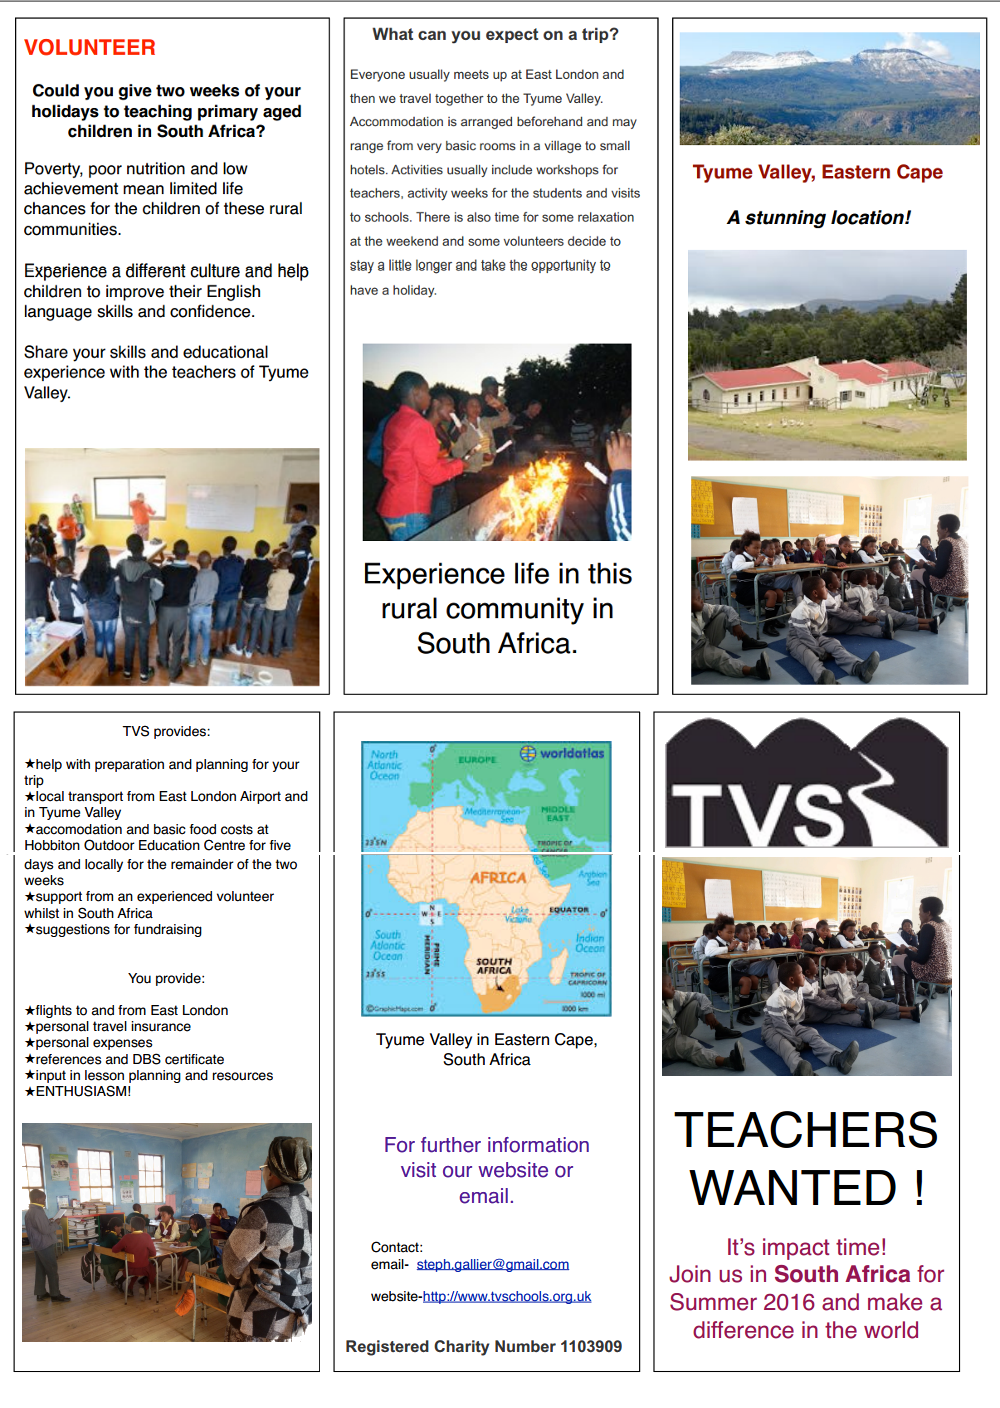 VOLUNTEER
Could you give two weeks of your
holidays to teaching primary aged
children in South Africa?
Poverty, poor nutrition and low
achievement mean limited life
chances for the children of these rural
communities.
Experience a different culture and help
children to improve their English
language skills and confidence.
Share your skills and educational
experience with the teachers of Tyume
Valley.
What can you expect on a trip?
Everyone usually meets up at East London and
then we travel together to the Tyume Valley.
Accommodation is arranged beforehand and may
range from very basic rooms in a village to small
hotels. Activities usually include workshops for
teachers, activity weeks for the students and visits
to schools. There is also time for some relaxation
at the weekend and some volunteers decide to
stay a little longer and take the opportunity to
have a holiday.
Experience life in this
rural community in
South Africa.
Tyume Valley, Eastern Cape
A stunning location!
TVS provides:
★help with preparation and planning for your
trip
★local transport from East London Airport and
in Tyume Valley
★accomodation and basic food costs at
Hobbiton Outdoor Education Centre for five
days and locally for the remainder of the two
weeks
★support from an experienced volunteer
whilst in South Africa
★suggestions for fundraising
You provide:
★flights to and from East London
★personal travel insurance
★personal expenses
★references and DBS certificate
★input in lesson planning and resources
★ENTHUSIASM!
North
Atlantic
Ocean
0°
worldatlas
EUROPE
Mediterranean
Sea
MIDDLE
EAST
23°5N
TROPIC OF
CANCER
AFRICA
Arabian
Sea
0°
N
W E
S
Lake
Victoria
EQUATOR
0°
South
Atlantic
Ocean
PRIME
MERIDIAN
Indian
Ocean
SOUTH
AFRICA
23°5S
TROPIC OF
CAPRICORN
1000 mi
1000 km
©GraphicMaps.com
0°
Tyume Valley in Eastern Cape,
South Africa
For further information
visit our website or
email.
Contact:
email- steph.gallier@gmail.com
website-http://www.tvschools.org.uk
Registered Charity Number 1103909
TVS
TEACHERS
WANTED !
It's impact time!
Join us in South Africa for
Summer 2016 and make a
difference in the world